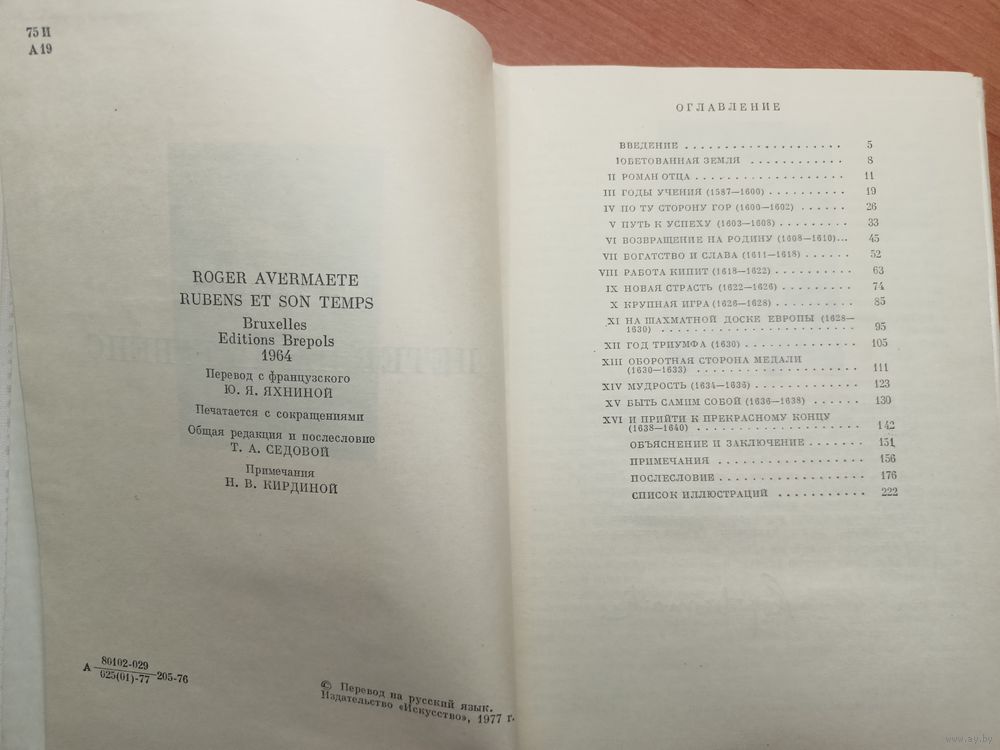 75 И
А 19
ROGER AVERMAETE
RUBENS ET SON TEMPS
Bruxelles
Editions Brepols
1964
Перевод с французского
Ю. Я. ЯХНИНОЙ
Печатается с сокращениями
Общая редакция и послесловие
Т. А. СЕДОВОЙ
Примечания
Н. В. КИРДИНОЙ
А 80102-029
025(01)-77 205-76
© Перевод на русский язык.
Издательство «Искусство», 1977 г.
ОГЛАВЛЕНИЕ
ВВЕДЕНИЕ . . . . . . . . . . . . . . . . . . . . 5
I ОБЕТОВАННАЯ ЗЕМЛЯ . . . . . . . . . . . . 8
II РОМАН ОТЦА . . . . . . . . . . . . . . . . . . . 11
III ГОДЫ УЧЕНИЯ (1587—1600) . . . . . . . . . . 19
IV ПО ТУ СТОРОНУ ГОР (1600—1602) . . . . . . 26
V ПУТЬ К УСПЕХУ (1603—1608) . . . . . . . . . 33
VI ВОЗВРАЩЕНИЕ НА РОДИНУ (1608—1610) ... 45
VII БОГАТСТВО И СЛАВА (1611—1618) . . . . . . 52
VIII РАБОТА КИПИТ (1618—1622) . . . . . . . . . 63
IX НОВАЯ СТРАСТЬ (1622—1626) . . . . . . . . . 74
X КРУПНАЯ ИГРА (1626—1628) . . . . . . . . . 85
XI НА ШАХМАТНОЙ ДОСКЕ ЕВРОПЫ (1628—
1630) . . . . . . . . . . . . . . . . . . . . . 95
XII ГОД ТРИУМФА (1630) . . . . . . . . . . . . . 105
XIII ОБОРОТНАЯ СТОРОНА МЕДАЛИ
(1630—1633) . . . . . . . . . . . . . . . . . . 111
XIV МУДРОСТЬ (1634—1636) . . . . . . . . . . . . 123
XV БЫТЬ САМИМ СОБОЙ (1636—1638) . . . . . . 130
XVI И ПРИЙТИ К ПРЕКРАСНОМУ КОНЦУ
(1638—1640) . . . . . . . . . . . . . . . . . . 142
ОБЪЯСНЕНИЕ И ЗАКЛЮЧЕНИЕ . . . . . . . 151
ПРИМЕЧАНИЯ . . . . . . . . . . . . . . . . 156
ПОСЛЕСЛОВИЕ . . . . . . . . . . . . . . . . 176
СПИСОК ИЛЛЮСТРАЦИЙ . . . . . . . . . . . 222
www.ay.by